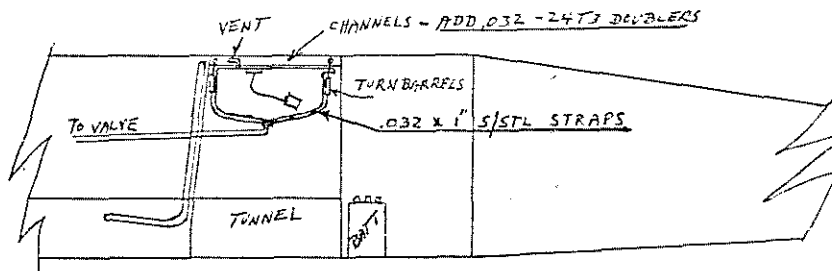 VENT
CHANNELS - ADD .032 -24T3 DOUBLERS
TURN BARRELS
TO VALVE
.032 x 1" S/STL STRAPS
TUNNEL
BATT